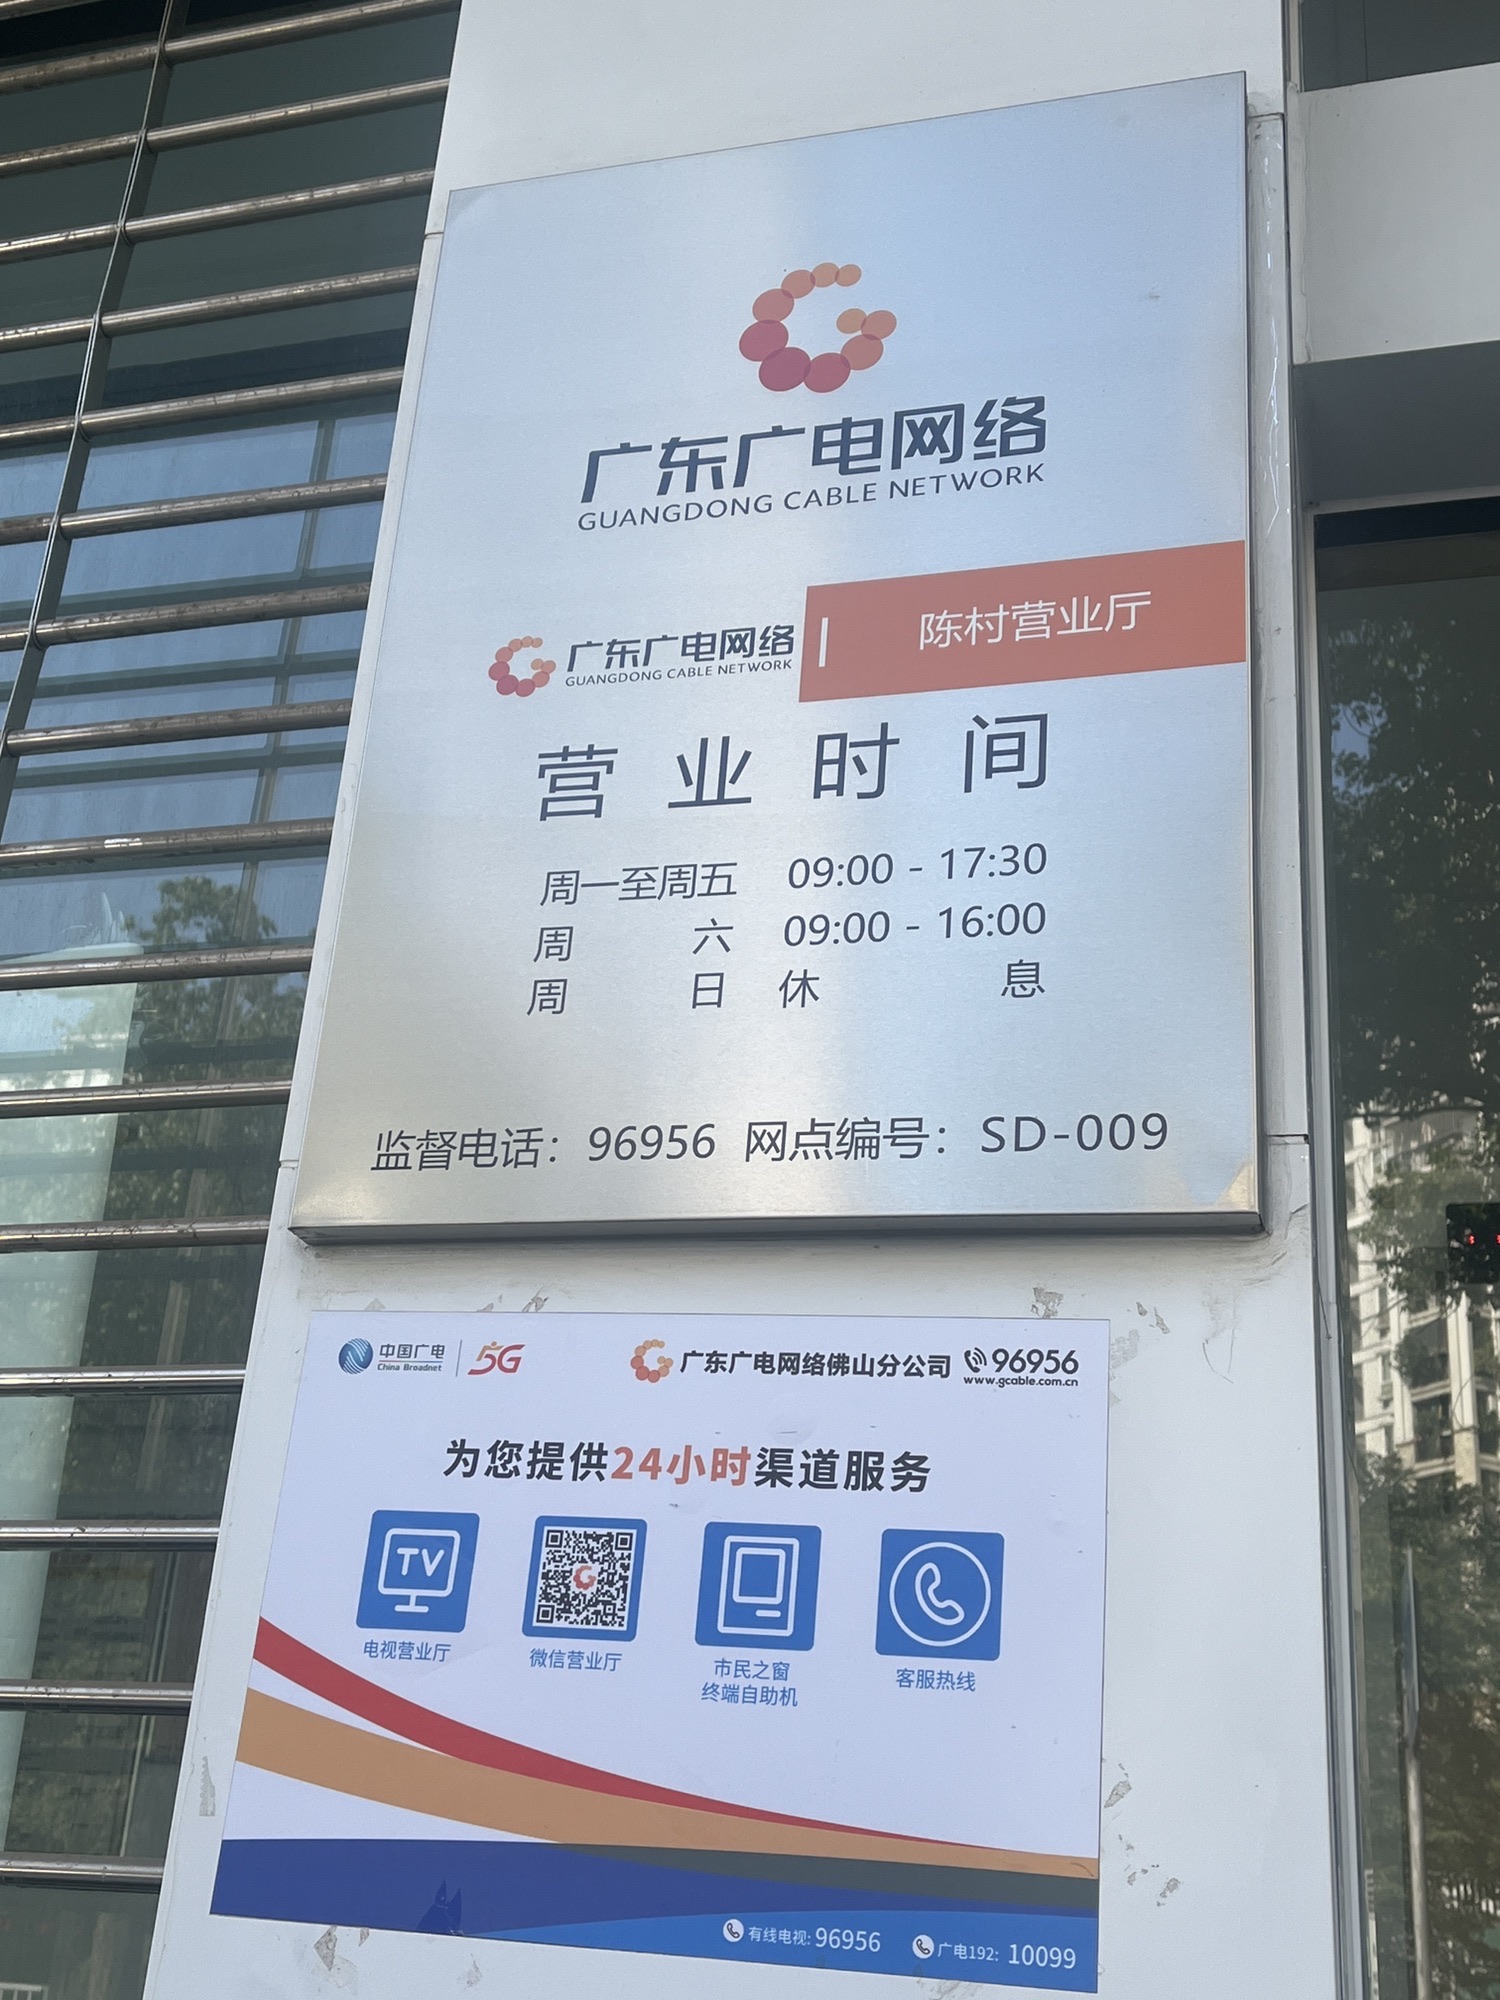 广东广电网络
GUANGDONG CABLE NETWORK
广东广电网络 陈村营业厅
GUANGDONG CABLE NETWORK
营业时间
周一至周五 09:00 - 17:30
周六 09:00 - 16:00
周日休息
监督电话：96956 网点编号：SD-009
中国广电 5G 广东广电网络佛山分公司 96956
China Broadnet www.gcable.com.cn
为您提供24小时渠道服务
TV
电视营业厅 微信营业厅 市民之窗 客服热线
终端自助机
有线电视: 96956 广电192: 10099